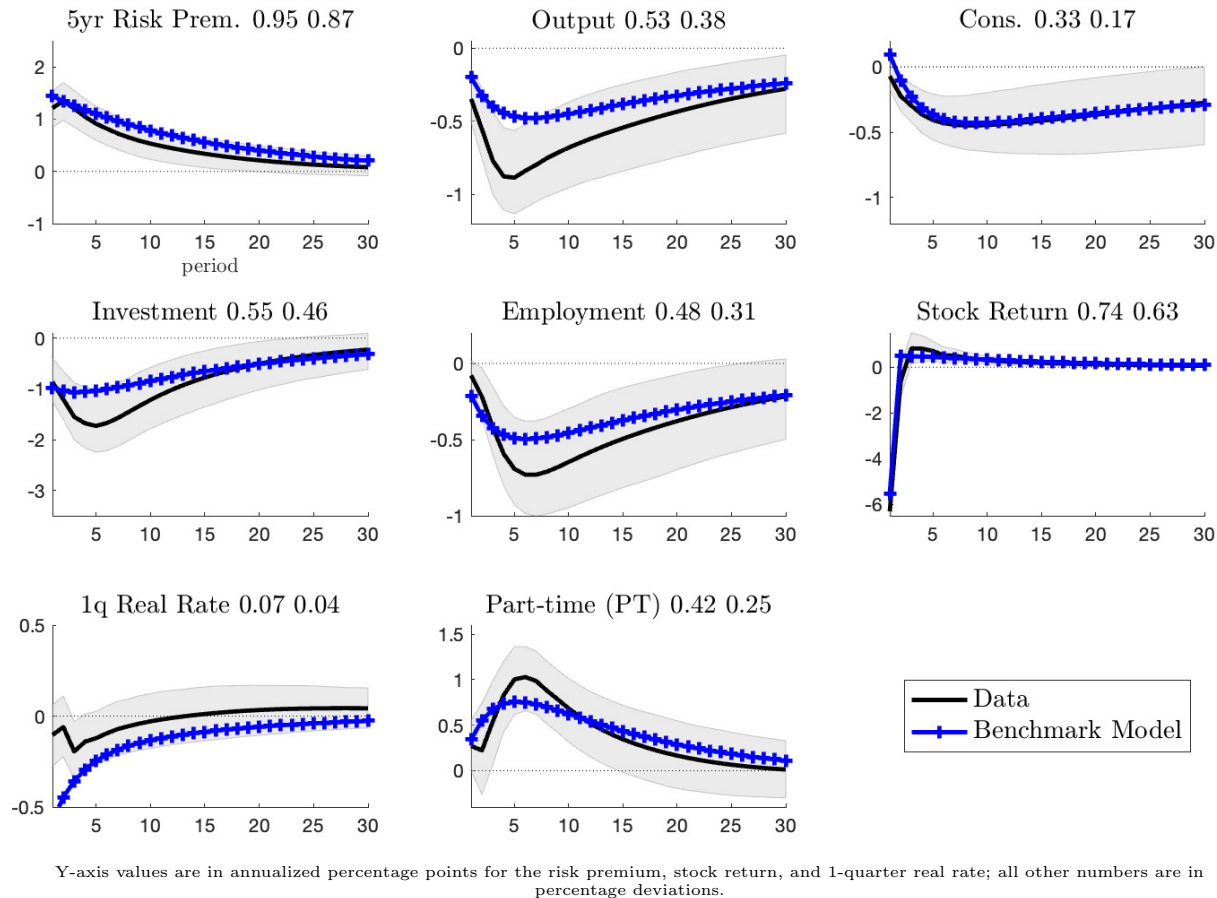 5yr Risk Prem. 0.95 0.87
2
1
0
-1
5 10 15 20 25 30
period
Output 0.53 0.38
0
-0.5
-1
5 10 15 20 25 30
Cons. 0.33 0.17
0
-0.5
-1
5 10 15 20 25 30
Investment 0.55 0.46
0
-1
-2
-3
5 10 15 20 25 30
Employment 0.48 0.31
0
-0.5
-1
5 10 15 20 25 30
Stock Return 0.74 0.63
0
-2
-4
-6
5 10 15 20 25 30
1q Real Rate 0.07 0.04
0.5
0
-0.5
5 10 15 20 25 30
Part-time (PT) 0.42 0.25
1.5
1
0.5
0
5 10 15 20 25 30
Data
Benchmark Model
Y-axis values are in annualized percentage points for the risk premium, stock return, and 1-quarter real rate; all other numbers are in
percentage deviations.